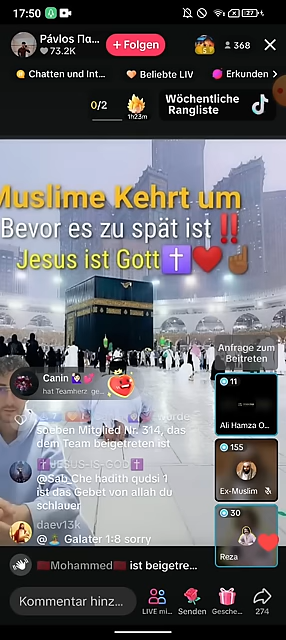 17:50
27
Pávlos Πα...
73.2K
+ Folgen
368
Chatten und Int...
Beliebte LIV
Erkunden
0/2
1h23m
Wöchentliche
Rangliste
Muslime Kehrt um
Bevor es zu spät ist‼️
Jesus ist Gott✝️❤️☝🏾
Anfrage zum
Beitreten
Canin
hat Teamherz ge...
11
Ali Hamza O...
soeben Mitglied Nr. 314, das
dem Team beigetreten ist
✝️JESUS-IS-GOD✝️
@Sab Che hadith qudsi 1
ist das Gebet von allah du
schlauer
155
Ex-Muslim
daev13k
@ Galater 1:8 sorry
30
Reza
Mohammed ist beigetre...
Kommentar hinz...
LIVE mi...
Senden
Gesche...
274